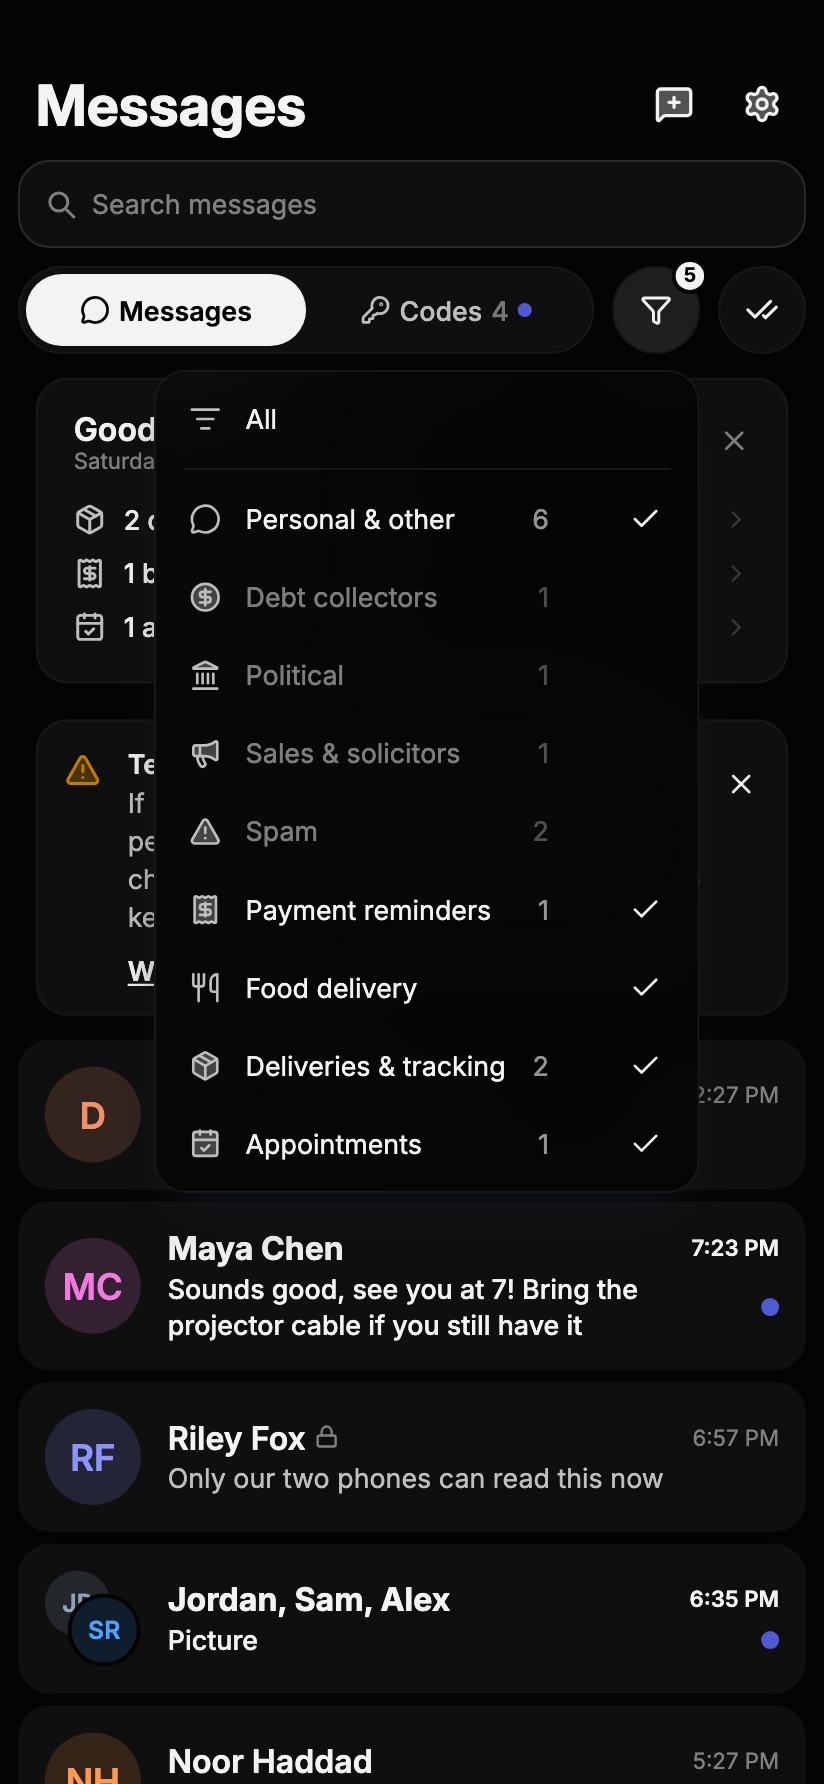 Messages
Search messages
Messages
Codes 4
5
Good
Saturda
2
1 b
1 a
All
Personal & other 6
Debt collectors 1
Political 1
Sales & solicitors 1
Spam 2
Payment reminders 1
Food delivery
Deliveries & tracking 2
Appointments 1
Te
If
pe
ch
ke
W
D
2:27 PM
MC
Maya Chen
7:23 PM
Sounds good, see you at 7! Bring the
projector cable if you still have it
RF
Riley Fox
6:57 PM
Only our two phones can read this now
SR
Jordan, Sam, Alex
6:35 PM
Picture
NH
Noor Haddad
5:27 PM